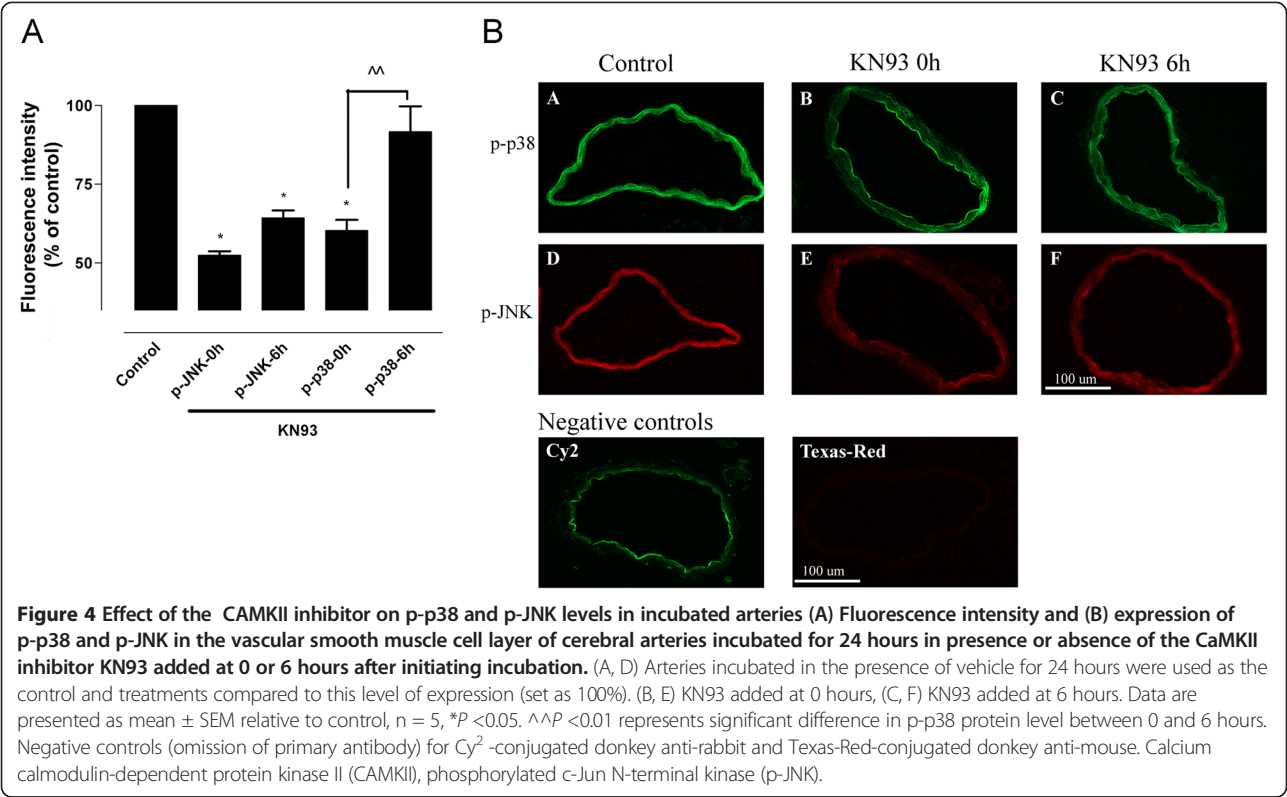 A
B
Fluorescence intensity
(% of control)
100
75
50
*
*
*
^^
Control
p-JNK-0h
p-JNK-6h
p-p38-0h
p-p38-6h
KN93
Control
KN93 0h
KN93 6h
p-p38
A
B
C
p-JNK
D
E
F
100 um
Negative controls
Cy2
Texas-Red
100 um
Figure 4 Effect of the CAMKII inhibitor on p-p38 and p-JNK levels in incubated arteries (A) Fluorescence intensity and (B) expression of
p-p38 and p-JNK in the vascular smooth muscle cell layer of cerebral arteries incubated for 24 hours in presence or absence of the CaMKII
inhibitor KN93 added at 0 or 6 hours after initiating incubation. (A, D) Arteries incubated in the presence of vehicle for 24 hours were used as the
control and treatments compared to this level of expression (set as 100%). (B, E) KN93 added at 0 hours, (C, F) KN93 added at 6 hours. Data are
presented as mean ± SEM relative to control, n = 5, *P <0.05. ^^P <0.01 represents significant difference in p-p38 protein level between 0 and 6 hours.
Negative controls (omission of primary antibody) for Cy² -conjugated donkey anti-rabbit and Texas-Red-conjugated donkey anti-mouse. Calcium
calmodulin-dependent protein kinase II (CAMKII), phosphorylated c-Jun N-terminal kinase (p-JNK).